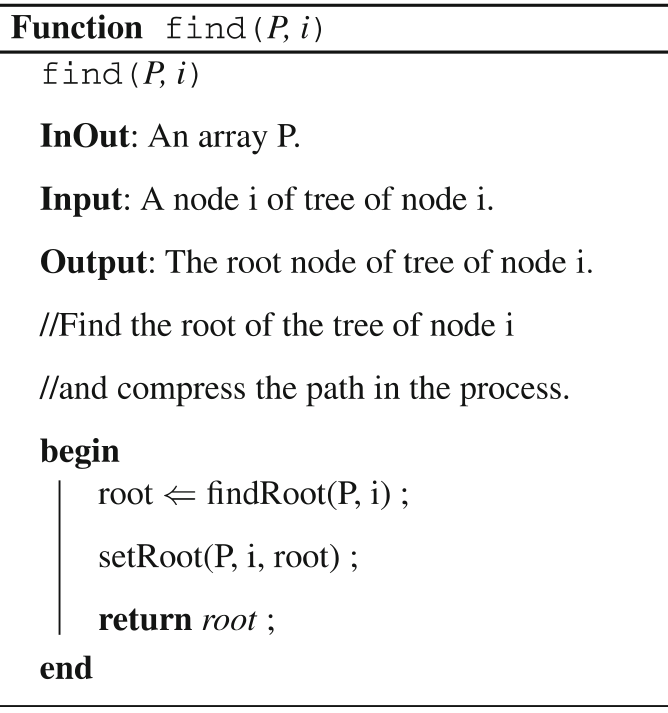 Function find(P, i)
find(P, i)
InOut: An array P.
Input: A node i of tree of node i.
Output: The root node of tree of node i.
//Find the root of the tree of node i
//and compress the path in the process.
begin
root ⇐ findRoot(P, i) ;
setRoot(P, i, root) ;
return root ;
end